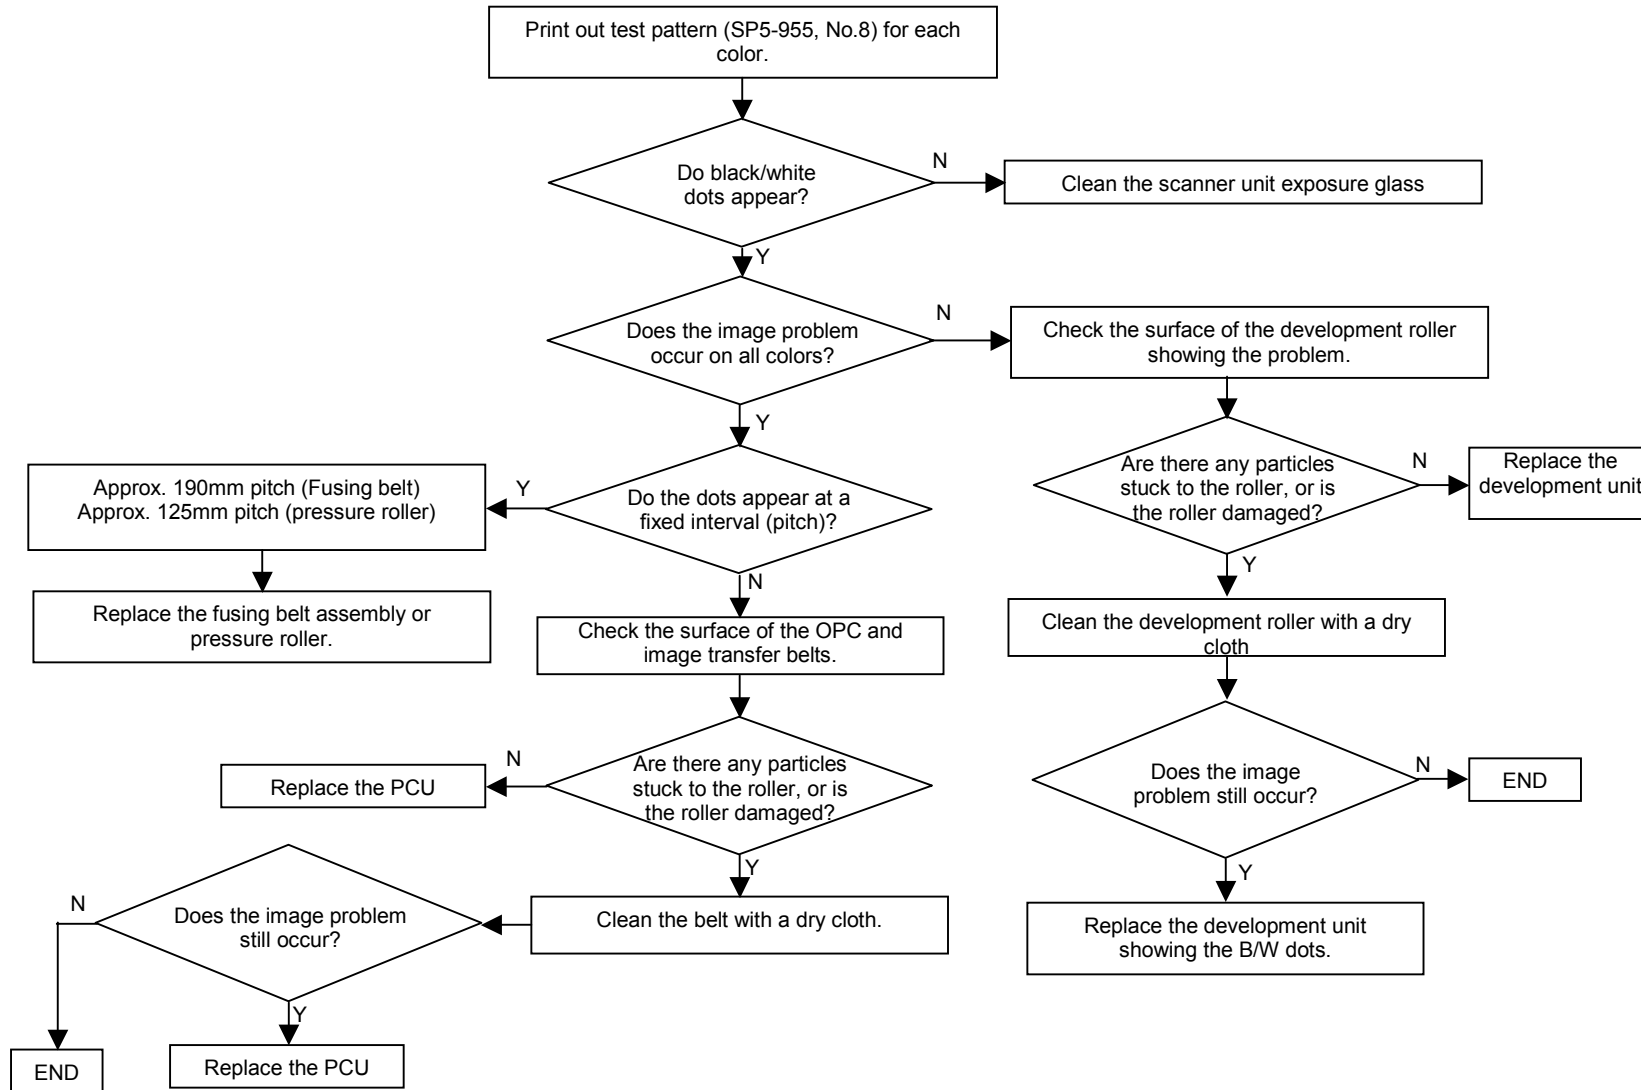 Print out test pattern (SP5-955, No.8) for each
color.
Do black/white
dots appear?
N
Clean the scanner unit exposure glass
Y
Does the image problem
occur on all colors?
N
Check the surface of the development roller
showing the problem.
Y
Approx. 190mm pitch (Fusing belt)
Approx. 125mm pitch (pressure roller)
Y
Do the dots appear at a
fixed interval (pitch)?
Are there any particles
stuck to the roller, or is
the roller damaged?
N
Replace the
development unit
N
Y
Replace the fusing belt assembly or
pressure roller.
Check the surface of the OPC and
image transfer belts.
Clean the development roller with a dry
cloth
Replace the PCU
N
Are there any particles
stuck to the roller, or is
the roller damaged?
Does the image
problem still occur?
N
END
Y
Y
N
Does the image problem
still occur?
Clean the belt with a dry cloth.
Replace the development unit
showing the B/W dots.
Y
END
Replace the PCU